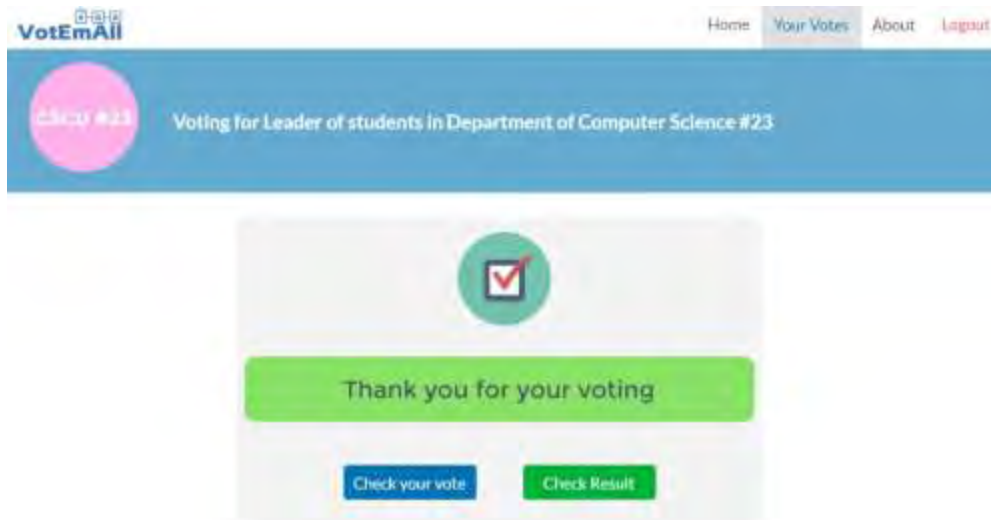 VotEmAll
Home Your Votes About Logout
CSCU #23
Voting for Leader of students in Department of Computer Science #23
Thank you for your voting
Check your vote Check Result